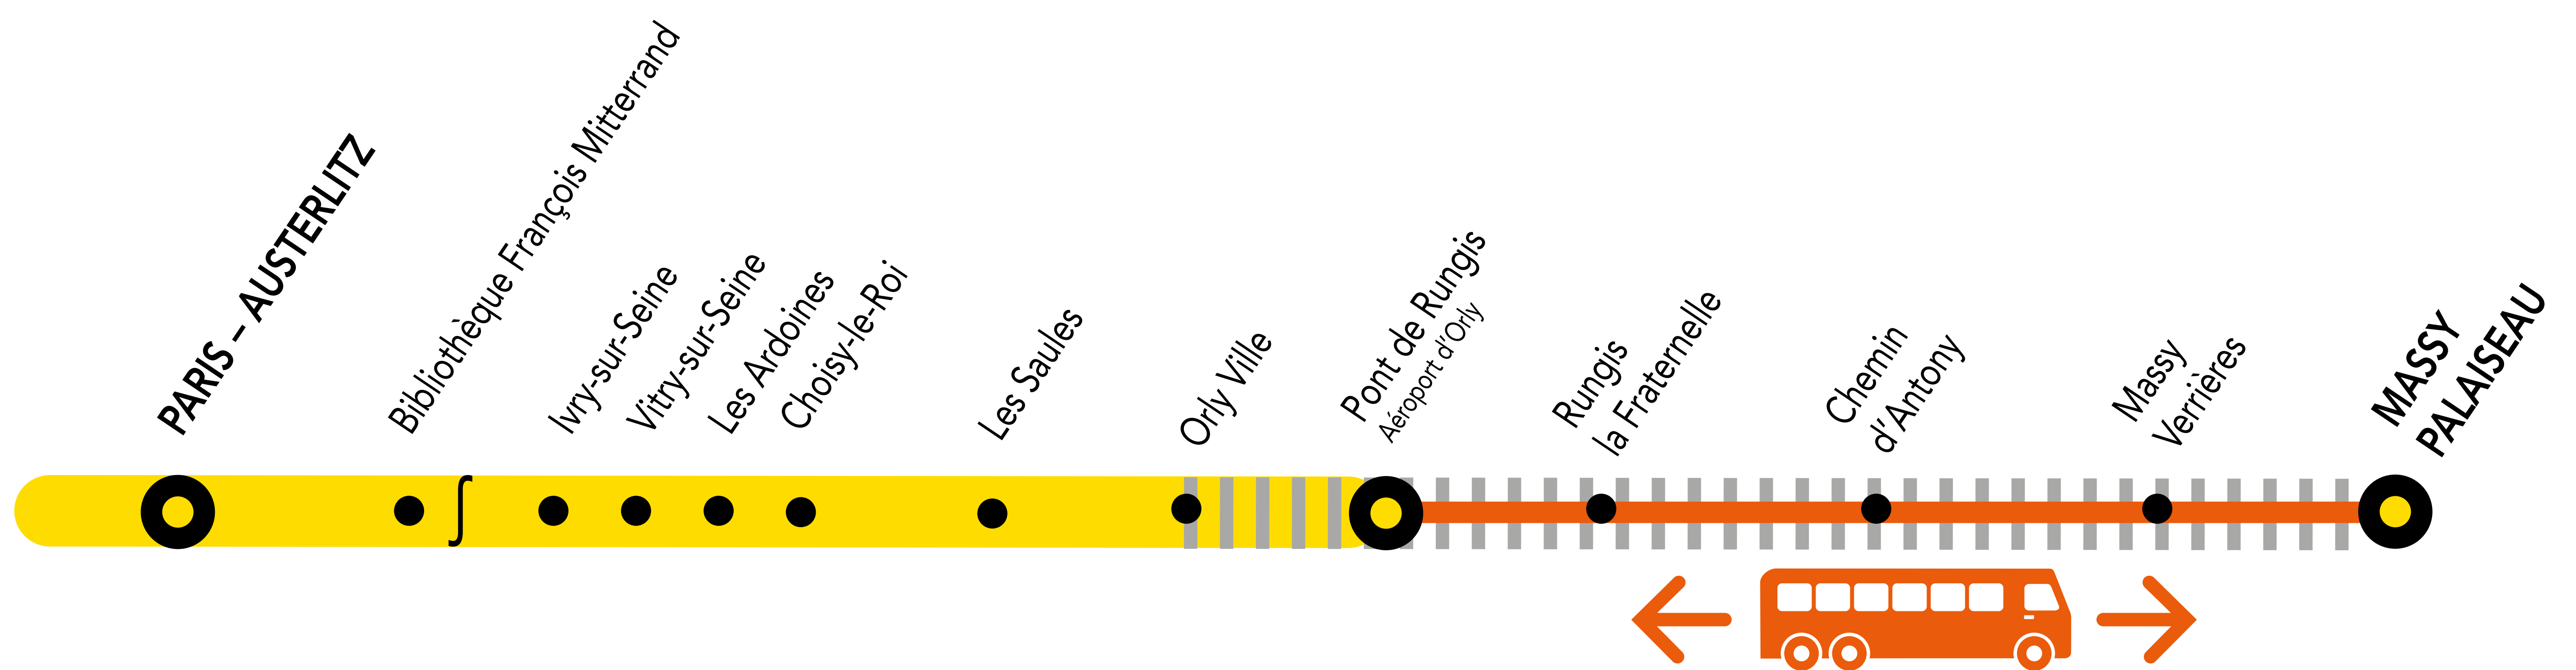 PARIS – AUSTERLITZ
Bibliothèque François Mitterrand
Ivry-sur-Seine
Vitry-sur-Seine
Les Ardoines
Choisy-le-Roi
Les Saules
Orly Ville
Pont de Rungis
Aéroport d'Orly
Rungis
la Fraternelle
Chemin
d'Antony
Massy
Verrières
MASSY
PALAISEAU